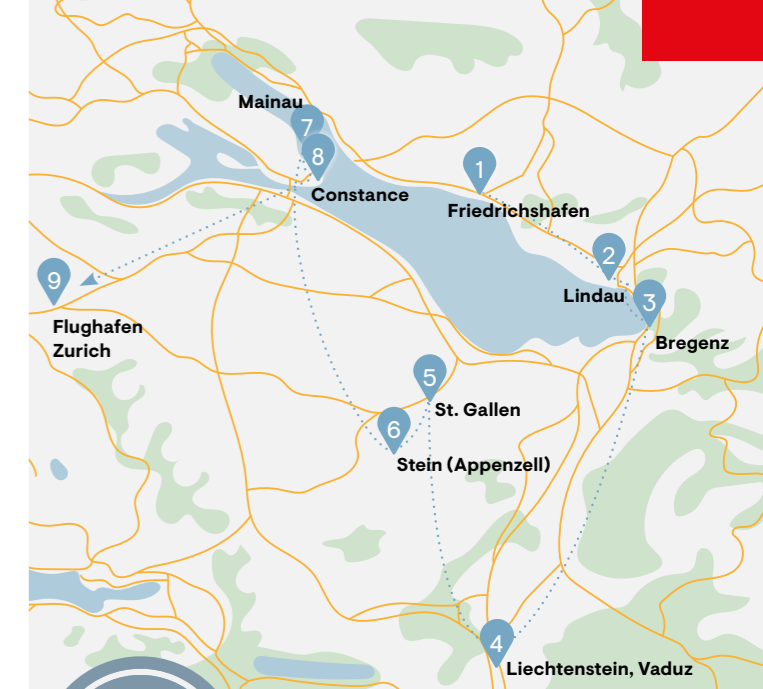 Mainau
7
8
Constance
1
Friedrichshafen
2
Lindau
3
Bregenz
9
Flughafen
Zurich
5
St. Gallen
6
Stein (Appenzell)
4
Liechtenstein, Vaduz